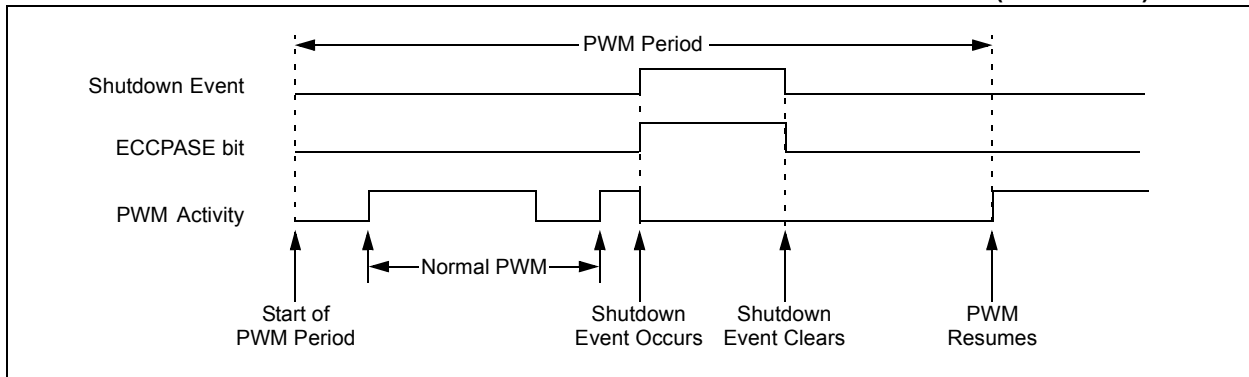 PWM Period
Shutdown Event
ECCPASE bit
PWM Activity
Normal PWM
Start of
PWM Period
Shutdown
Event Occurs
Shutdown
Event Clears
PWM
Resumes